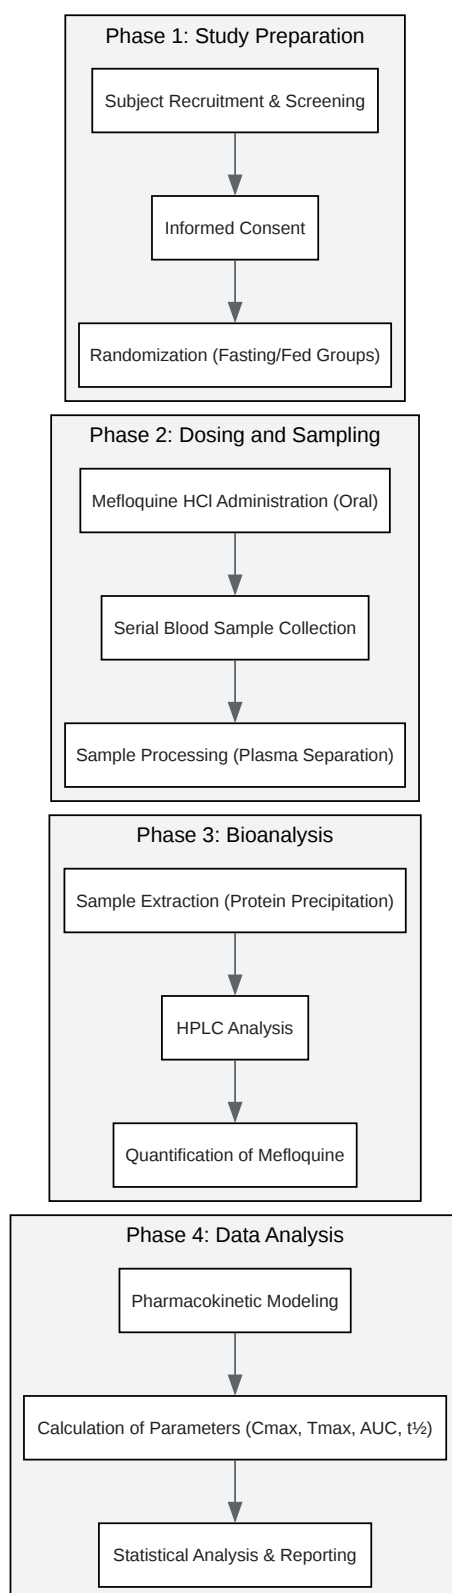 Phase 1: Study Preparation
Subject Recruitment & Screening
Informed Consent
Randomization (Fasting/Fed Groups)
Phase 2: Dosing and Sampling
Mefloquine HCl Administration (Oral)
Serial Blood Sample Collection
Sample Processing (Plasma Separation)
Phase 3: Bioanalysis
Sample Extraction (Protein Precipitation)
HPLC Analysis
Quantification of Mefloquine
Phase 4: Data Analysis
Pharmacokinetic Modeling
Calculation of Parameters (Cmax, Tmax, AUC, t½)
Statistical Analysis & Reporting